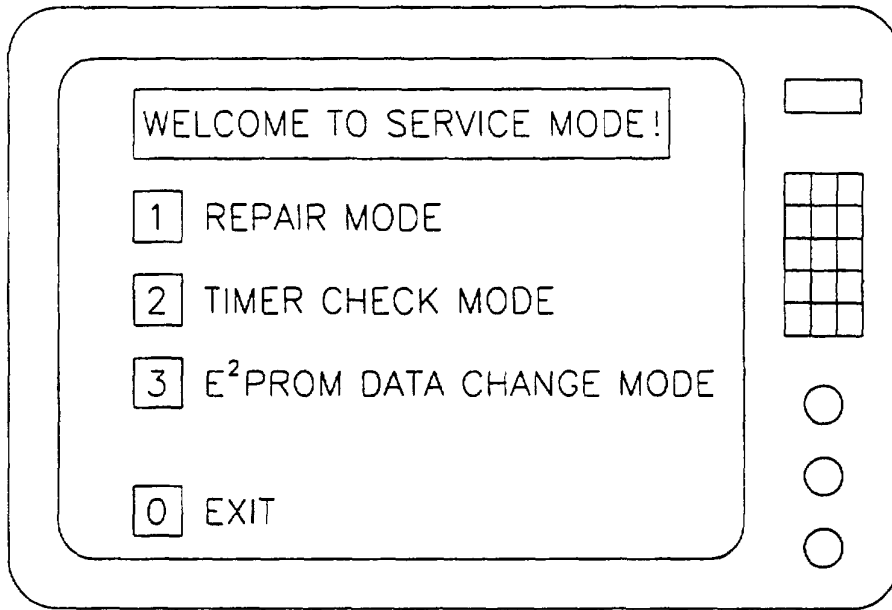 WELCOME TO SERVICE MODE!
1 REPAIR MODE
2 TIMER CHECK MODE
3 E²PROM DATA CHANGE MODE
0 EXIT